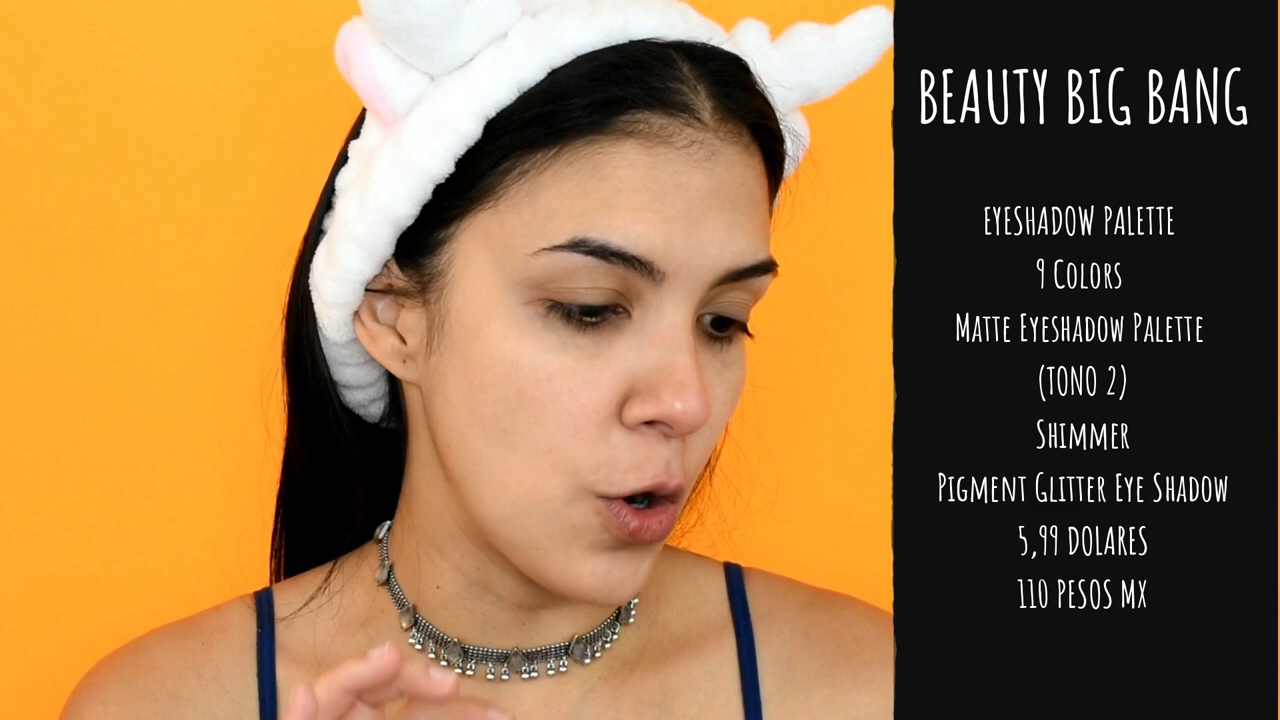 BEAUTY BIG BANG
EYESHADOW PALETTE
9 COLORS
MATTE EYESHADOW PALETTE
(TONO 2)
SHIMMER
PIGMENT GLITTER EYE SHADOW
5,99 DOLARES
110 PESOS MX